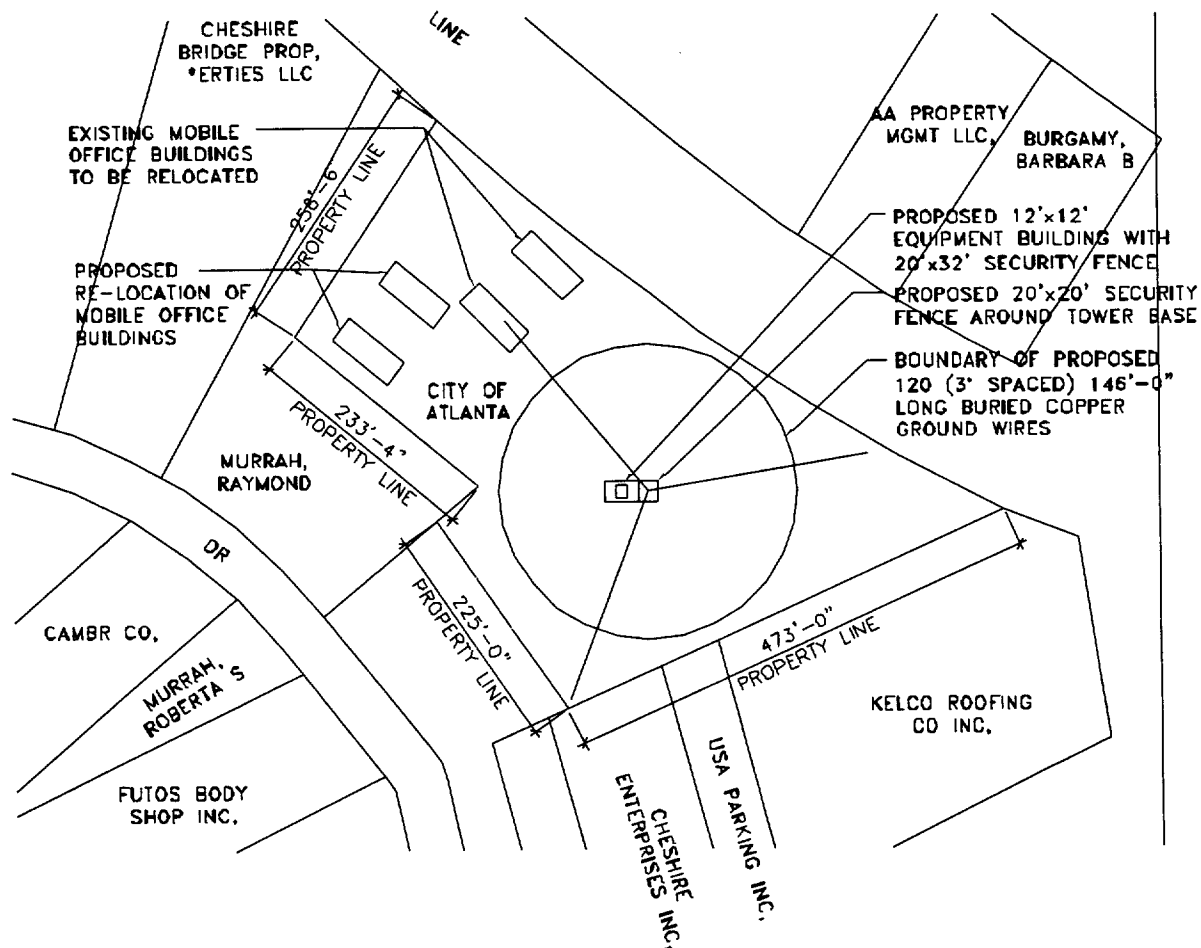 CHESHIRE
BRIDGE PROP,
*ERTIES LLC
LINE
EXISTING MOBILE
OFFICE BUILDINGS
TO BE RELOCATED
258'-6
PROPERTY LINE
AA PROPERTY
MGMT LLC,
BURGAMY,
BARBARA B
PROPOSED 12'x12'
EQUIPMENT BUILDING WITH
20'x32' SECURITY FENCE
PROPOSED 20'x20' SECURITY
FENCE AROUND TOWER BASE
BOUNDARY OF PROPOSED
120 (3° SPACED) 146'-0"
LONG BURIED COPPER
GROUND WIRES
PROPOSED
RE-LOCATION OF
MOBILE OFFICE
BUILDINGS
CITY OF
ATLANTA
233'-4"
PROPERTY LINE
MURRAH,
RAYMOND
DR
225'-0"
PROPERTY LINE
473'-0"
PROPERTY LINE
CAMBR CO,
MURRAH,
ROBERTA S
FUTOS BODY
SHOP INC,
KELCO ROOFING
CO INC,
USA PARKING INC,
CHESHIRE
ENTERPRISES INC,